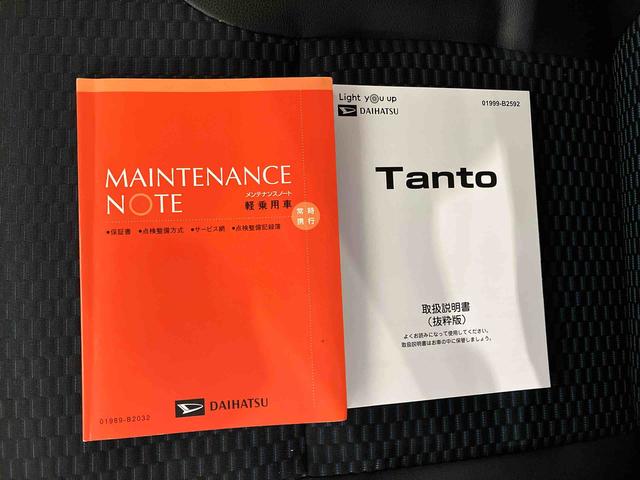 MAINTENANCE
NOTE
メンテナンスノート
軽乗用車
常時
携行
●保証書 ●点検整備方式 ●サービス網 ●点検整備記録簿
DAIHATSU
01989-B2032
Light you up
DAIHATSU
01999-B2592
Tanto
取扱説明書
(抜粋版)
よくお読みになって使用してください。
取扱説明書はお車の中に保管しましょう。